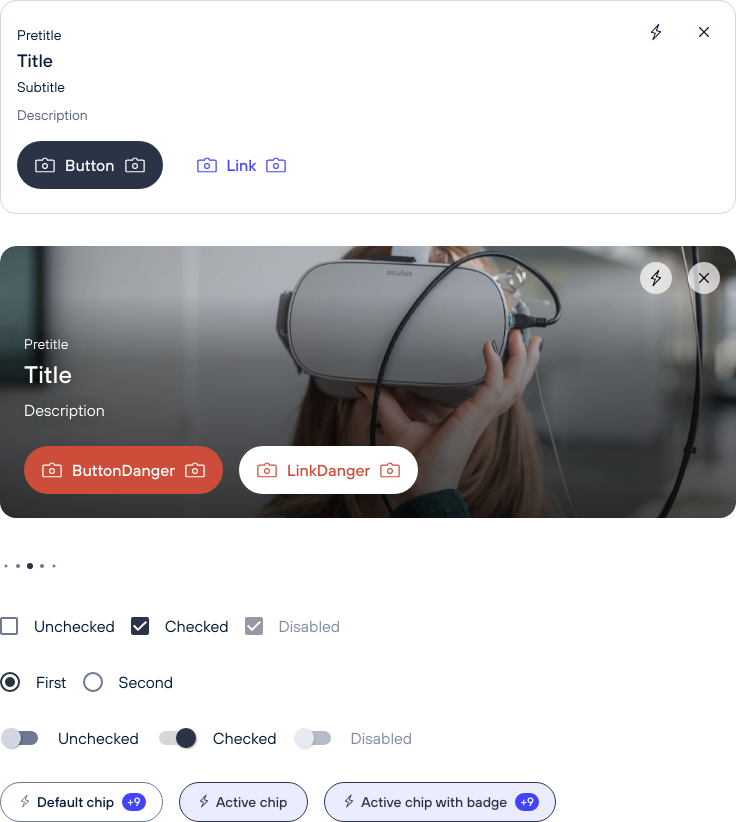 Pretitle
Title
Subtitle
Description
Button Link
oculus
Pretitle
Title
Description
ButtonDanger LinkDanger
Unchecked Checked Disabled
First Second
Unchecked Checked Disabled
Default chip +9 Active chip Active chip with badge +9